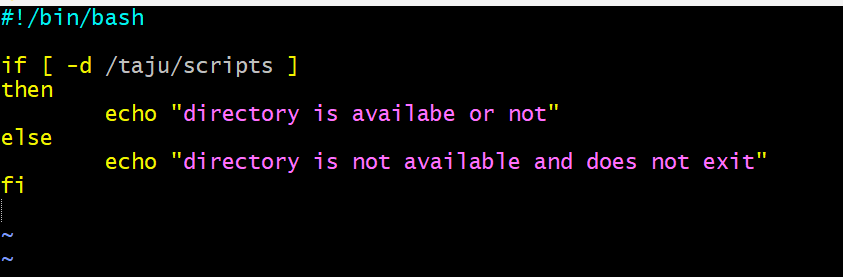 #!/bin/bash
if [ -d /taju/scripts ]
then
echo "directory is availabe or not"
else
echo "directory is not available and does not exit"
fi
~
~